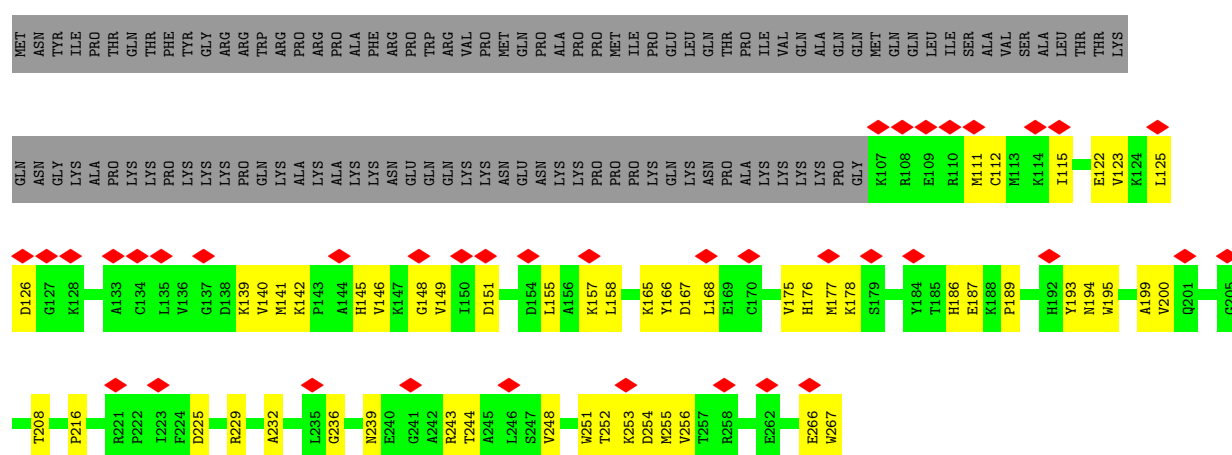 MET ASN TYR ILE PRO THR GLN THR PHE TYR GLY ARG ARG TRP ARG PRO ARG PRO ALA PHE ARG PRO TRP ARG VAL PRO MET GLN PRO ALA PRO PRO MET ILE PRO GLU LEU GLN THR PRO ILE VAL GLN ALA GLN GLN MET GLN GLN LEU ILE SER ALA VAL SER ALA LEU THR THR LYS
GLN ASN GLY LYS ALA PRO LYS LYS PRO LYS LYS LYS PRO GLN LYS ALA LYS ALA LYS LYS ASN GLU GLN GLN LYS LYS ASN GLU ASN LYS LYS PRO PRO PRO LYS GLN LYS ASN PRO ALA LYS LYS LYS LYS PRO GLY K107 R108 E109 R110 M111 C112 M113 K114 I115 E122 V123 K124 L125
D126 G127 K128 A133 C134 L135 V136 G137 D138 K139 V140 M141 K142 P143 A144 H145 V146 K147 G148 V149 I150 D151 D154 L155 A156 K157 L158 K165 Y166 D167 L168 E169 C170 V175 H176 M177 K178 S179 Y184 T185 H186 E187 K188 P189 H192 Y193 N194 W195 A199 V200 Q201 G205
T208 P216 R221 P222 I223 F224 D225 R229 A232 L235 G236 N239 E240 G241 A242 R243 T244 A245 L246 S247 V248 W251 T252 K253 D254 M255 V256 T257 R258 E262 E266 W267